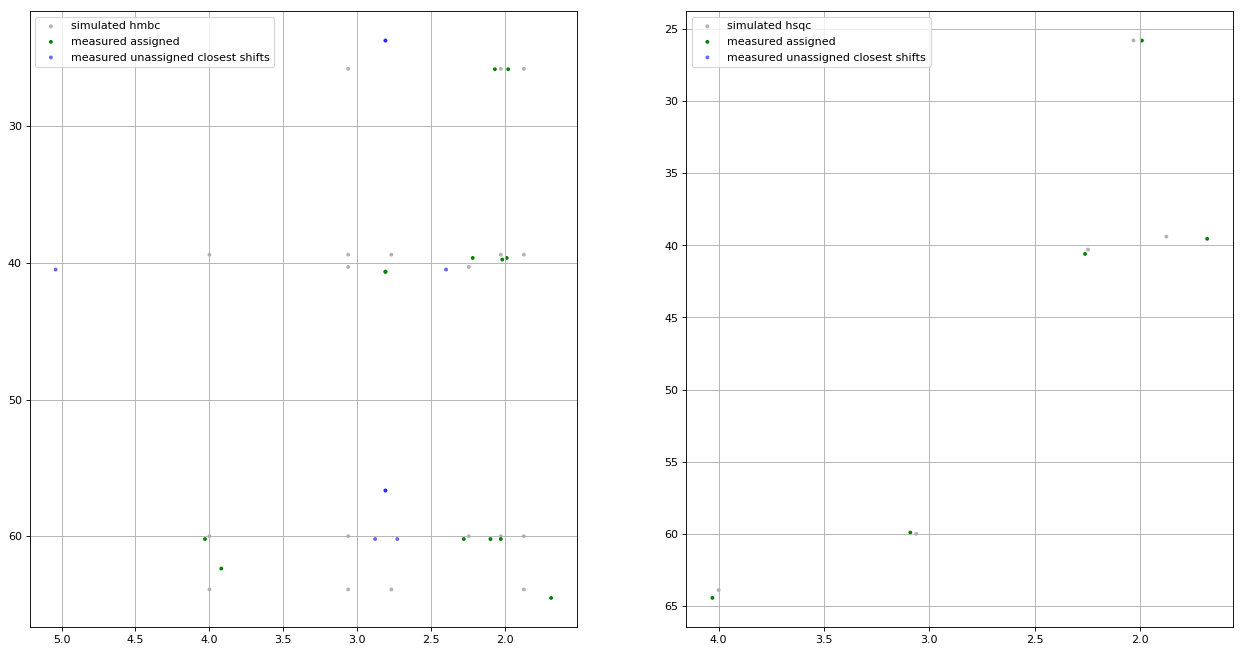 simulated hmbc
measured assigned
measured unassigned closest shifts
30
40
50
60
5.0 4.5 4.0 3.5 3.0 2.5 2.0
simulated hsqc
measured assigned
measured unassigned closest shifts
25
30
35
40
45
50
55
60
65
4.0 3.5 3.0 2.5 2.0